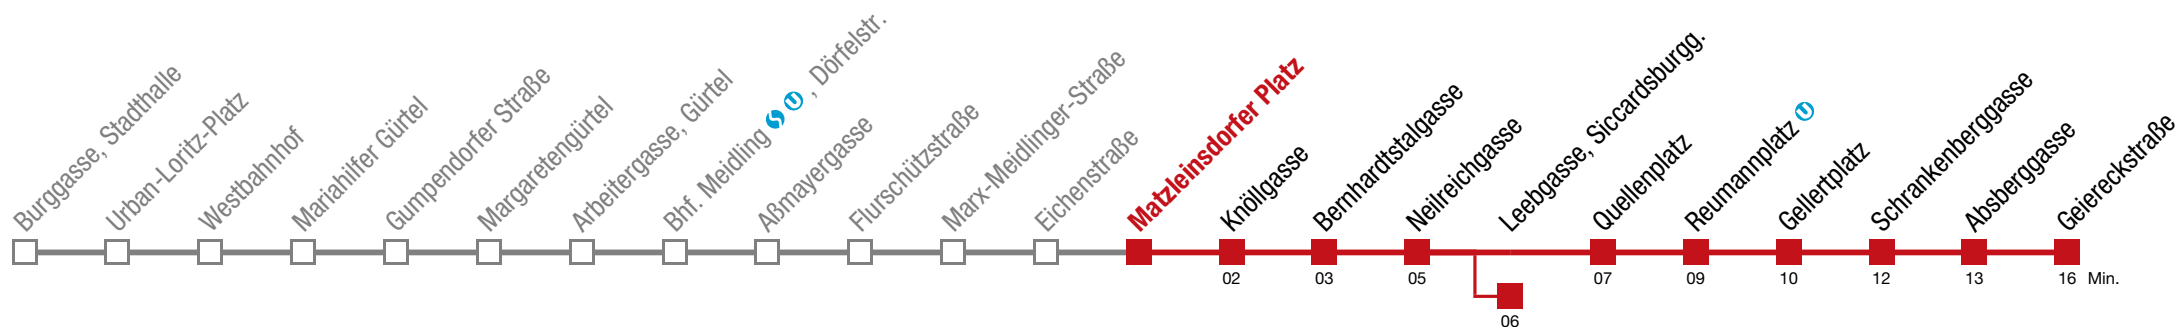 Burggasse, Stadthalle
Urban-Loritz-Platz
Westbahnhof
Mariahilfer Gürtel
Gumpendorfer Straße
Margaretengürtel
Arbeitergasse, Gürtel
Bhf. Meidling S U , Dörfelstr.
Aßmayergasse
Flurschützstraße
Marx-Meidlinger-Straße
Eichenstraße
Matzleinsdorfer Platz
Knöllgasse
Bernhardtstalgasse
Neilreichgasse
Leebgasse, Siccardsburgg.
Quellenplatz
Reumannplatz U
Gellertplatz
Schrankenberggasse
Absberggasse
Geiereckstraße
02 03 05 07 09 10 12 13 16 Min.
06